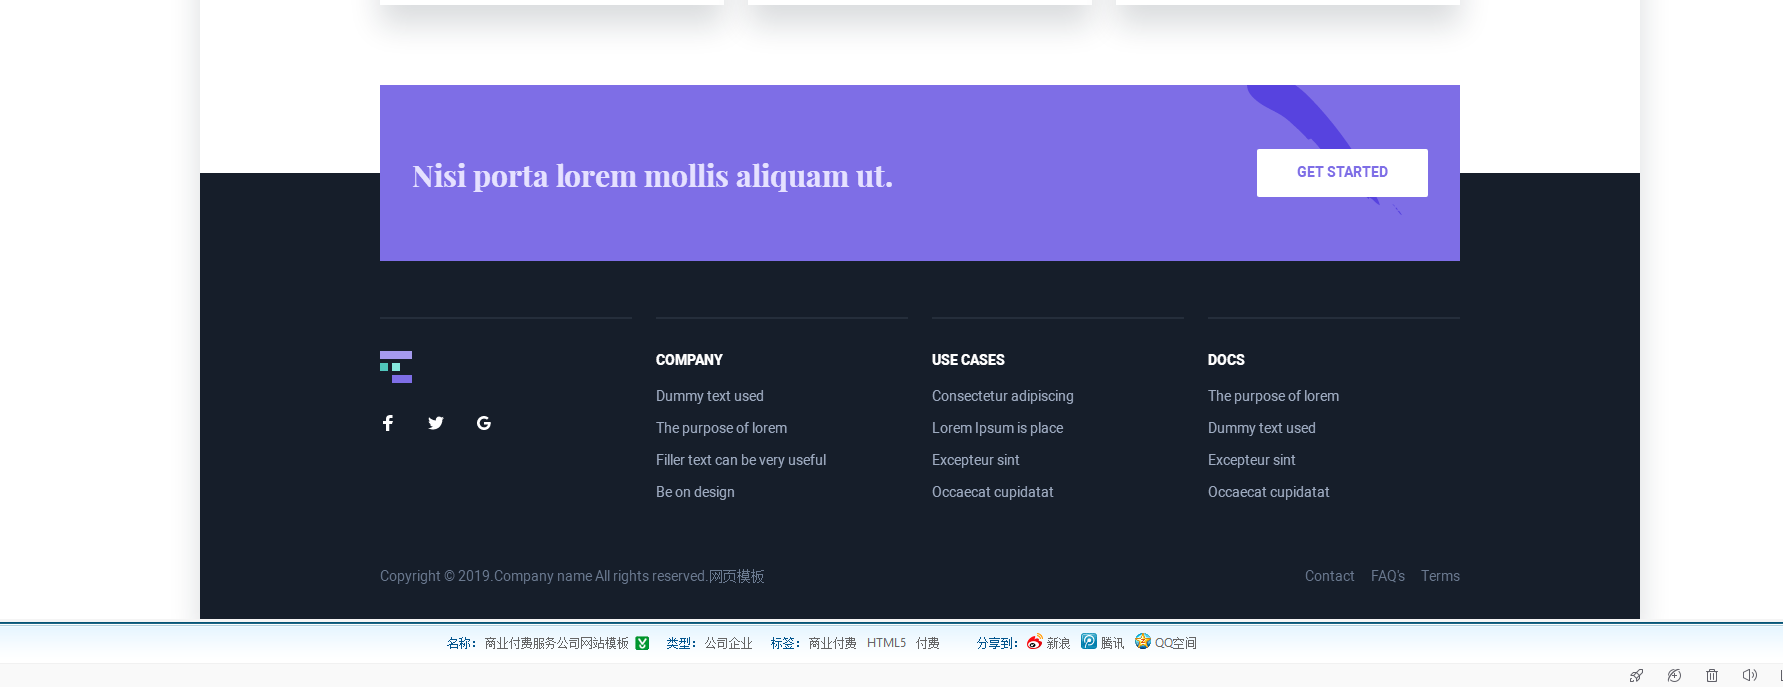 Nisi porta lorem mollis aliquam ut.
GET STARTED
COMPANY
Dummy text used
The purpose of lorem
Filler text can be very useful
Be on design
USE CASES
Consectetur adipiscing
Lorem Ipsum is place
Excepteur sint
Occaecat cupidatat
DOCS
The purpose of lorem
Dummy text used
Excepteur sint
Occaecat cupidatat
Copyright © 2019.Company name All rights reserved.网页模板
Contact FAQ's Terms
名称: 商业付费服务公司网站模板 类型: 公司企业 标签: 商业付费 HTML5 付费 分享到: 新浪 腾讯 QQ空间